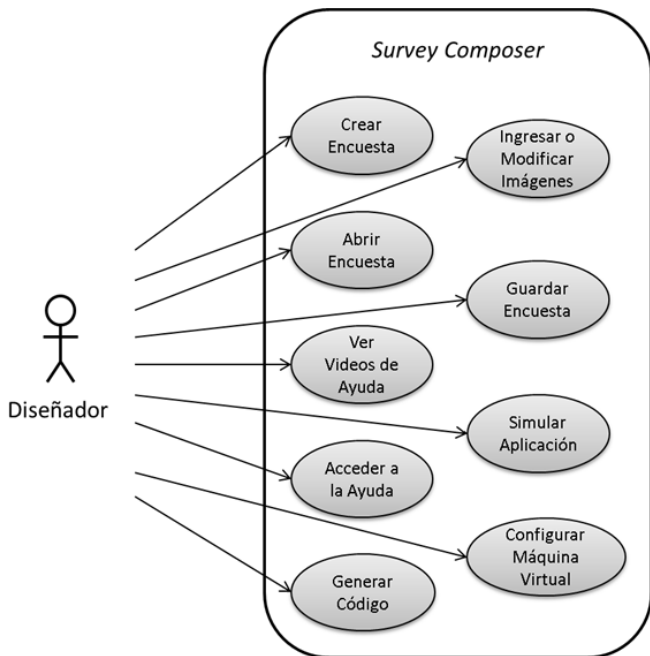 Survey Composer
Crear
Encuesta
Ingresar o
Modificar
Imágenes
Abrir
Encuesta
Guardar
Encuesta
Ver
Videos de
Ayuda
Diseñador
Simular
Aplicación
Acceder a
la Ayuda
Configurar
Máquina
Virtual
Generar
Código